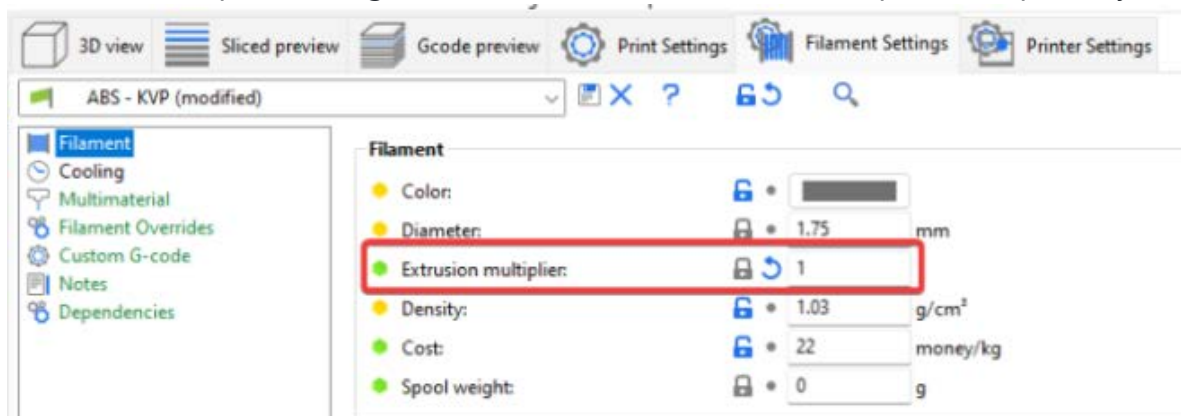 3D view Sliced preview Gcode preview Print Settings Filament Settings Printer Settings
ABS - KVP (modified)
?
Filament
Cooling
Multimaterial
Filament Overrides
Custom G-code
Notes
Dependencies
Filament
Color:
Diameter: 1.75 mm
Extrusion multiplier: 1
Density: 1.03 g/cm³
Cost: 22 money/kg
Spool weight: 0 g